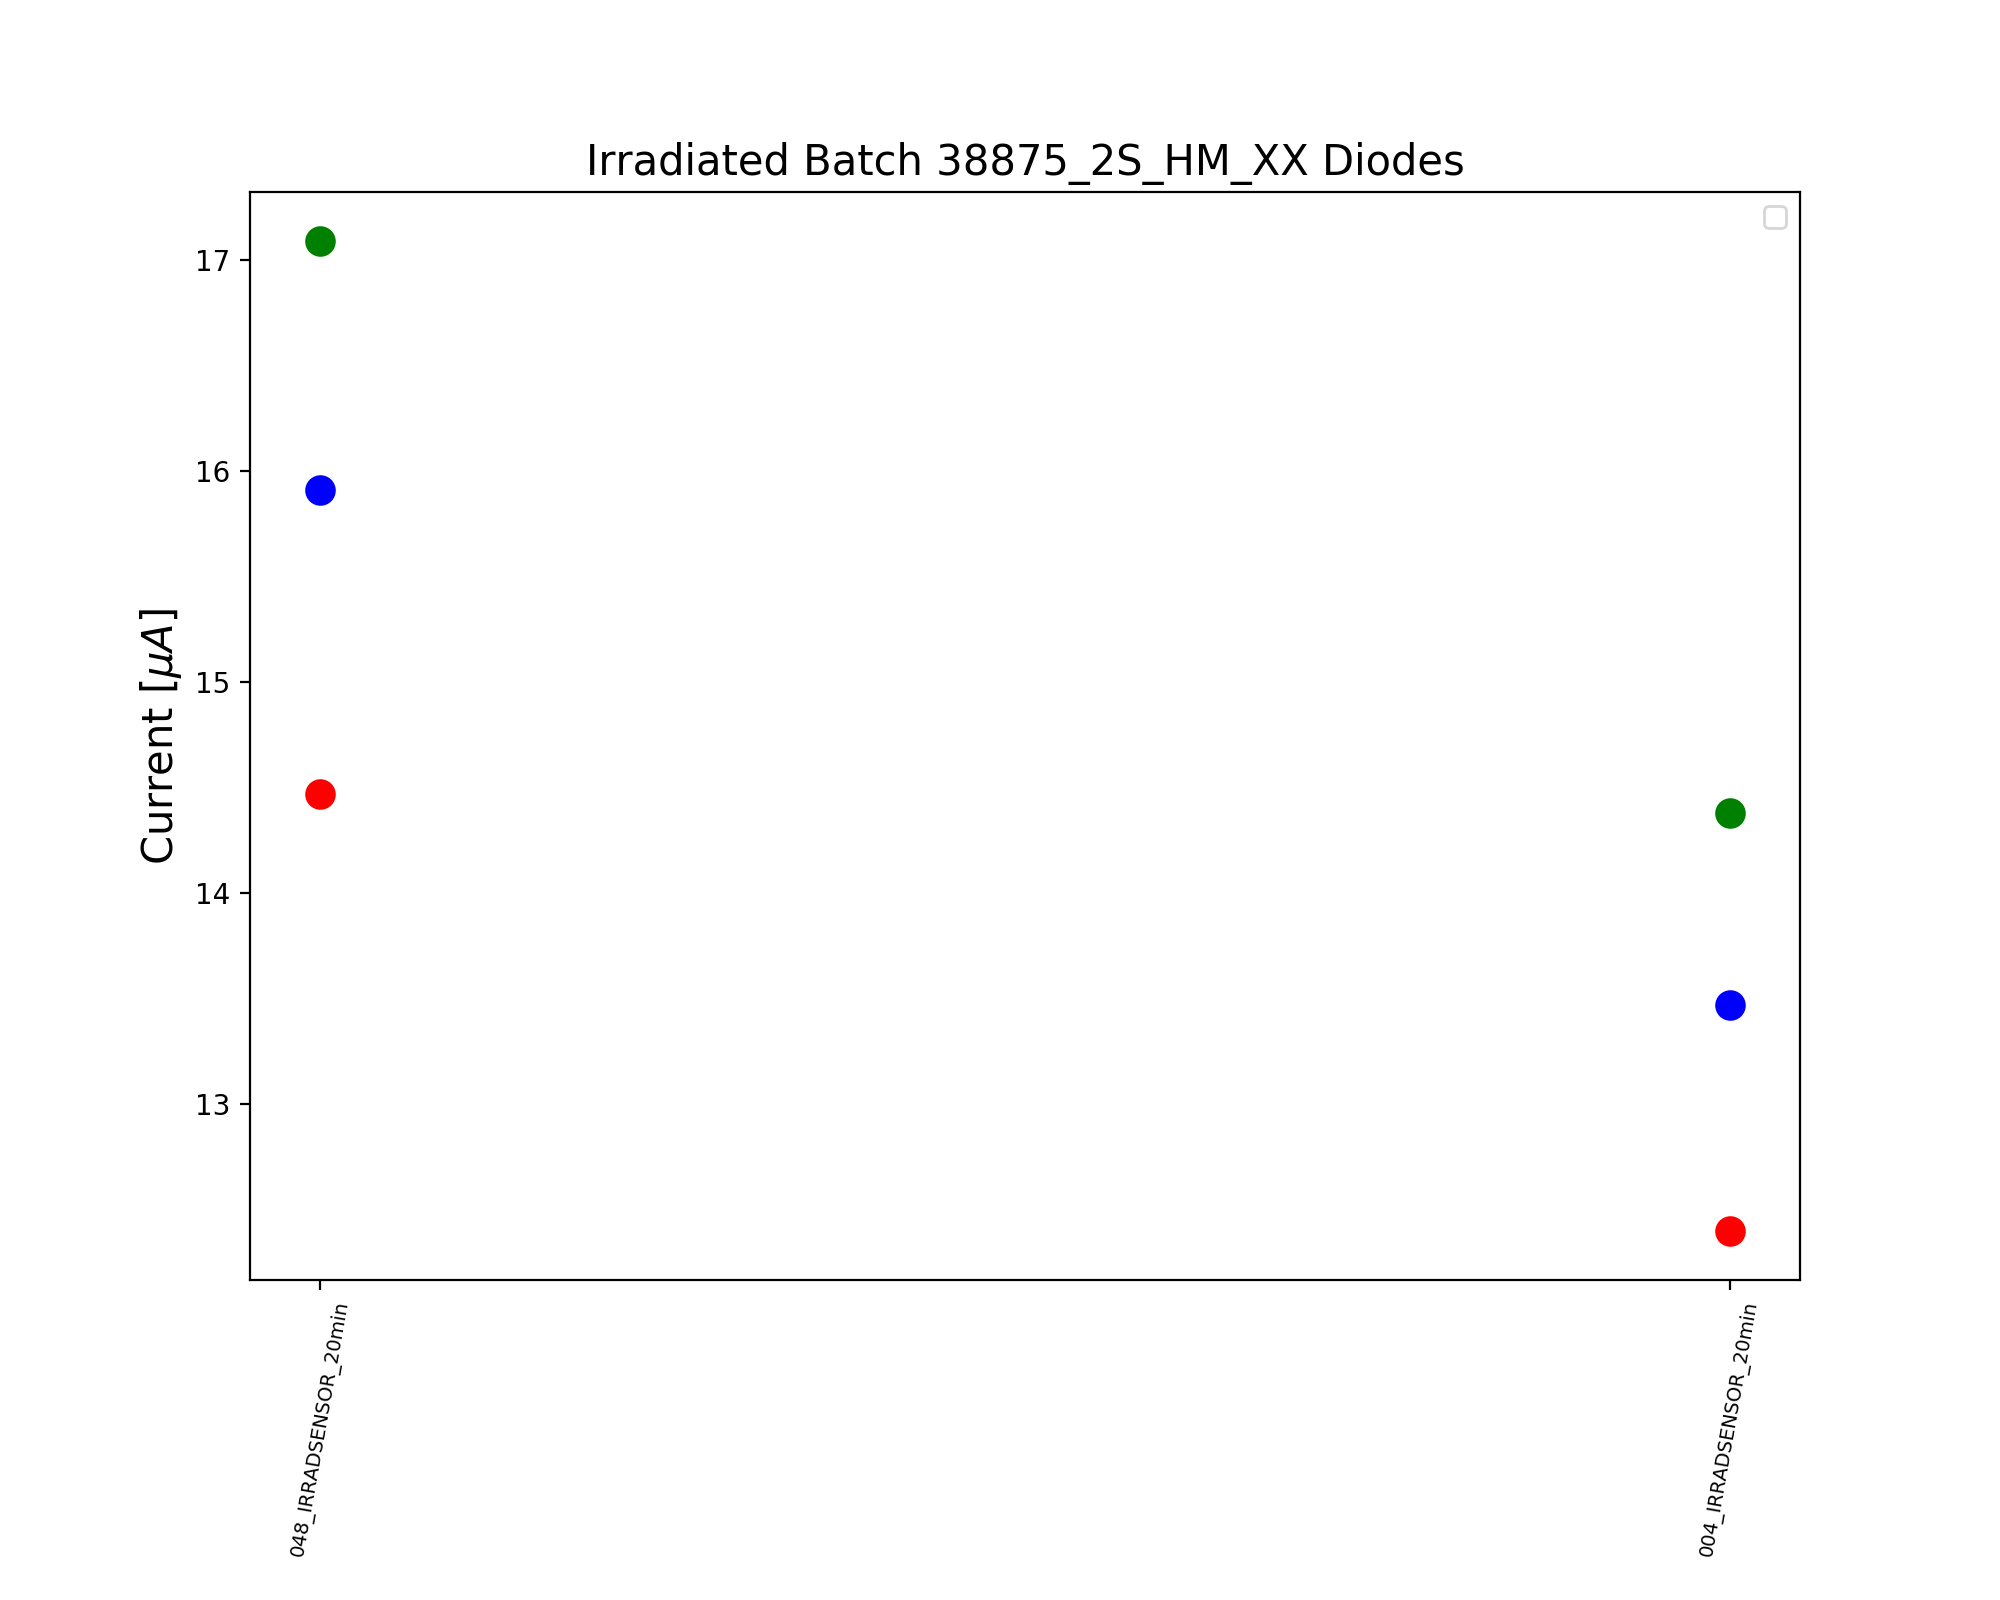 Irradiated Batch 38875_2S_HM_XX Diodes
Current [μA]
17
16
15
14
13
048_IRRADSENSOR_20min
004_IRRADSENSOR_20min